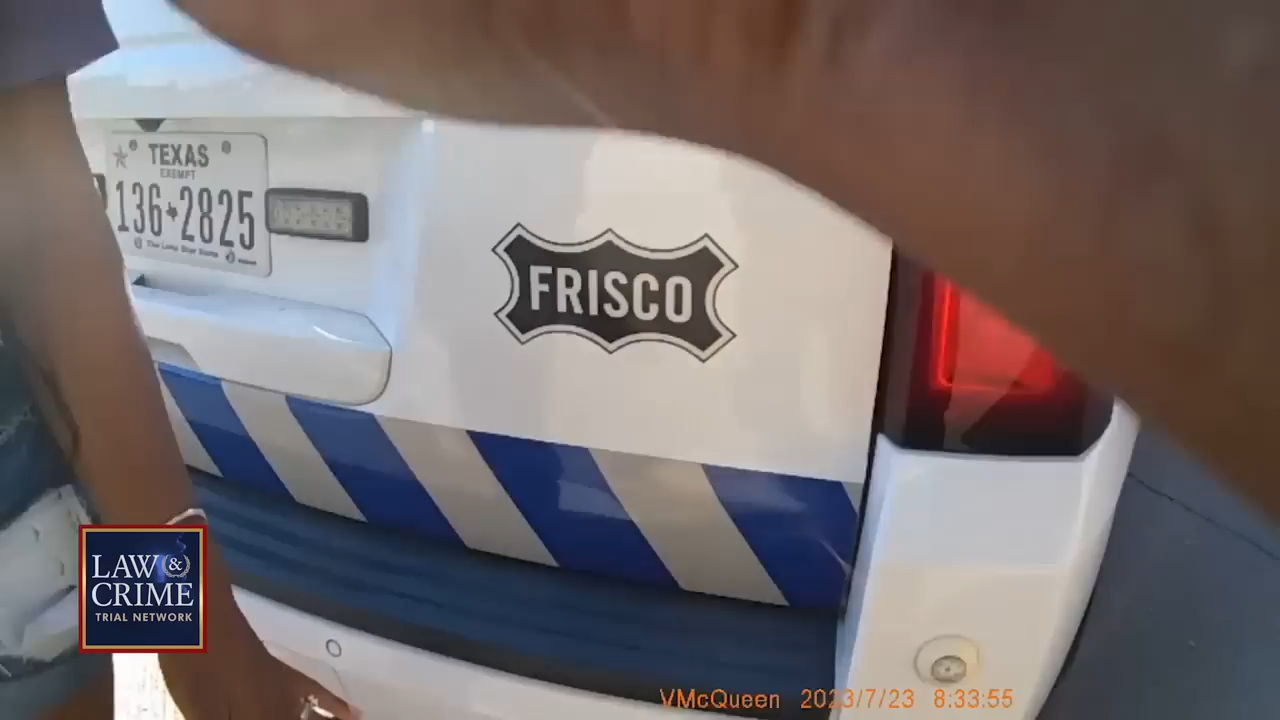 TEXAS
EXEMPT
136★2825
The Lone Star State
FRISCO
LAW &
CRIME
TRIAL NETWORK
VMcQueen 2023/7/23 8:33:55